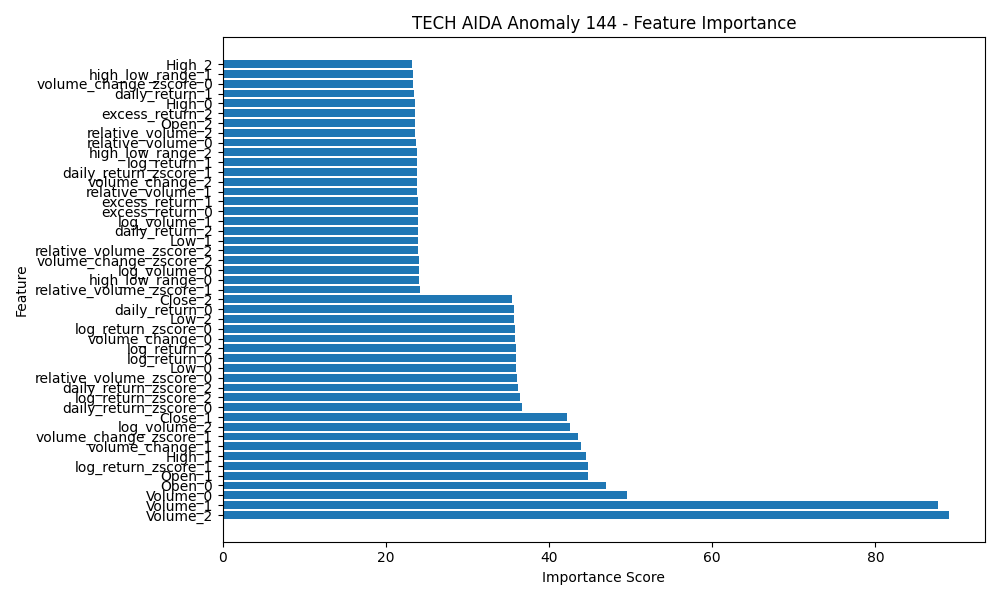 TECH AIDA Anomaly 144 - Feature Importance
High_2
high_low_range_1
volume_change_zscore_0
daily_return_1
High_0
excess_return_2
Open_2
relative_volume_2
relative_volume_0
high_low_range_2
log_return_1
daily_return_zscore_1
volume_change_2
relative_volume_1
excess_return_1
excess_return_0
log_volume_1
daily_return_2
Low_1
relative_volume_zscore_2
volume_change_zscore_2
log_volume_0
high_low_range_0
relative_volume_zscore_1
Close_2
daily_return_0
Low_2
log_return_zscore_0
volume_change_0
log_return_2
log_return_0
Low_0
relative_volume_zscore_0
daily_return_zscore_2
log_return_zscore_2
daily_return_zscore_0
Close_1
log_volume_2
volume_change_zscore_1
volume_change_1
High_1
log_return_zscore_1
Open_1
Open_0
Volume_0
Volume_1
Volume_2
Feature
0 20 40 60 80
Importance Score